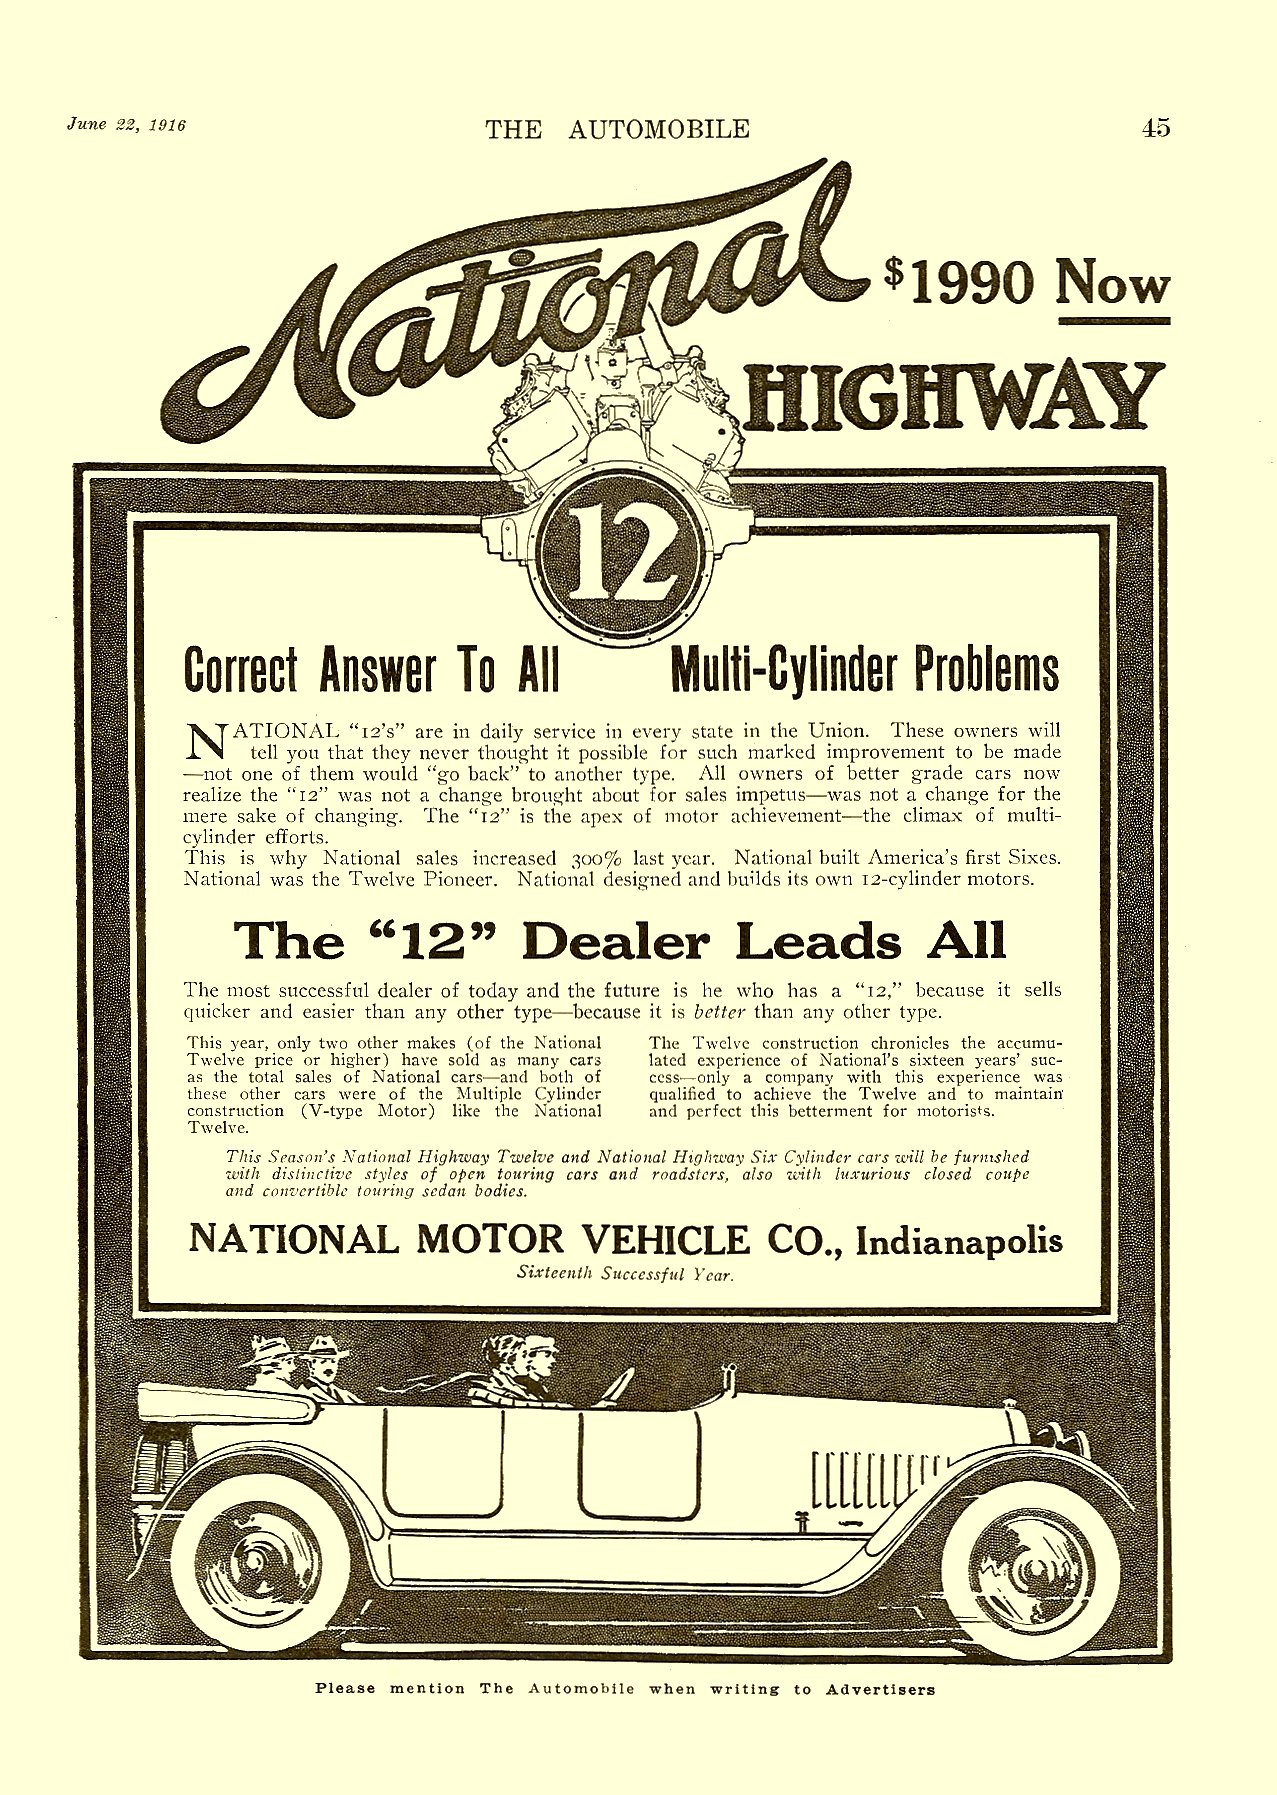 June 22, 1916
THE AUTOMOBILE
45
National
$1990 Now
HIGHWAY
12
Correct Answer To All Multi-Cylinder Problems
NATIONAL “12’s” are in daily service in every state in the Union. These owners will
tell you that they never thought it possible for such marked improvement to be made
—not one of them would “go back” to another type. All owners of better grade cars now
realize the “12” was not a change brought about for sales impetus—was not a change for the
mere sake of changing. The “12” is the apex of motor achievement—the climax of multi-
cylinder efforts.
This is why National sales increased 300% last year. National built America’s first Sixes.
National was the Twelve Pioneer. National designed and builds its own 12-cylinder motors.
The “12” Dealer Leads All
The most successful dealer of today and the future is he who has a “12,” because it sells
quicker and easier than any other type—because it is better than any other type.
This year, only two other makes (of the National
Twelve price or higher) have sold as many cars
as the total sales of National cars—and both of
these other cars were of the Multiple Cylinder
construction (V-type Motor) like the National
Twelve.
The Twelve construction chronicles the accumu-
lated experience of National’s sixteen years’ suc-
cess—only a company with this experience was
qualified to achieve the Twelve and to maintain
and perfect this betterment for motorists.
This Season’s National Highway Twelve and National Highway Six Cylinder cars will be furnished
with distinctive styles of open touring cars and roadsters, also with luxurious closed coupe
and convertible touring sedan bodies.
NATIONAL MOTOR VEHICLE CO., Indianapolis
Sixteenth Successful Year.
Please mention The Automobile when writing to Advertisers